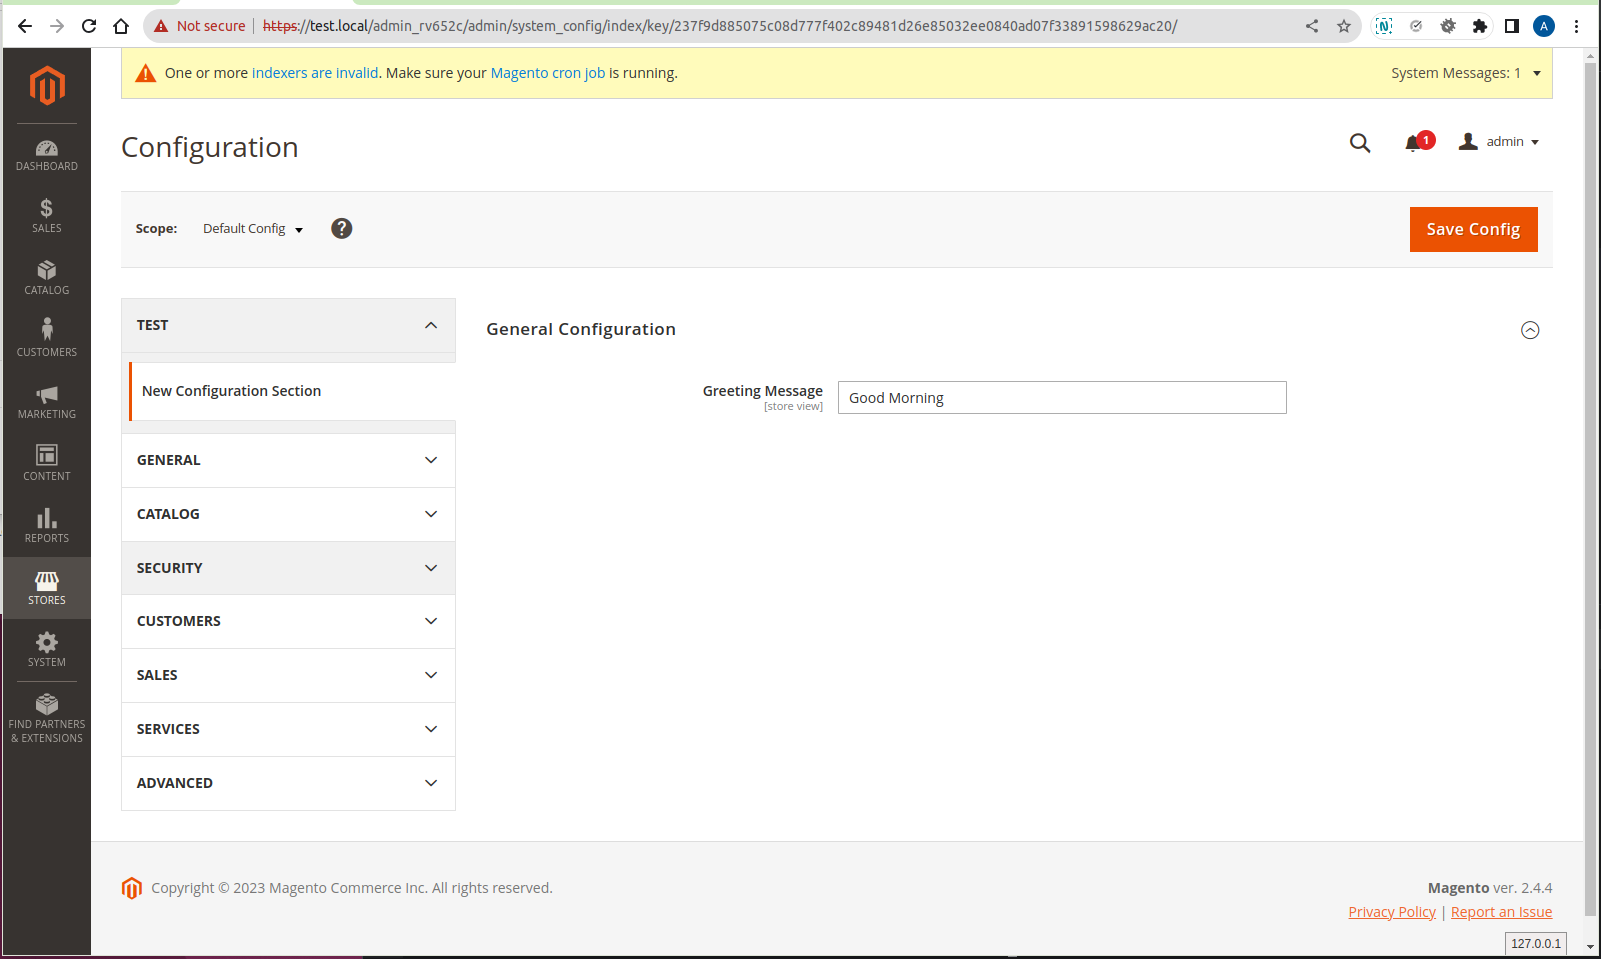 Not secure | https://test.local/admin_rv652c/admin/system_config/index/key/237f9d885075c08d777f402c89481d26e85032ee0840ad07f33891598629ac20/
A
One or more indexers are invalid. Make sure your Magento cron job is running.
System Messages: 1
Configuration
1
admin
Scope: Default Config ?
Save Config
DASHBOARD
SALES
CATALOG
CUSTOMERS
MARKETING
CONTENT
REPORTS
STORES
SYSTEM
FIND PARTNERS
& EXTENSIONS
TEST
New Configuration Section
GENERAL
CATALOG
SECURITY
CUSTOMERS
SALES
SERVICES
ADVANCED
General Configuration
Greeting Message
[store view]
Good Morning
Copyright © 2023 Magento Commerce Inc. All rights reserved.
Magento ver. 2.4.4
Privacy Policy | Report an Issue
127.0.0.1